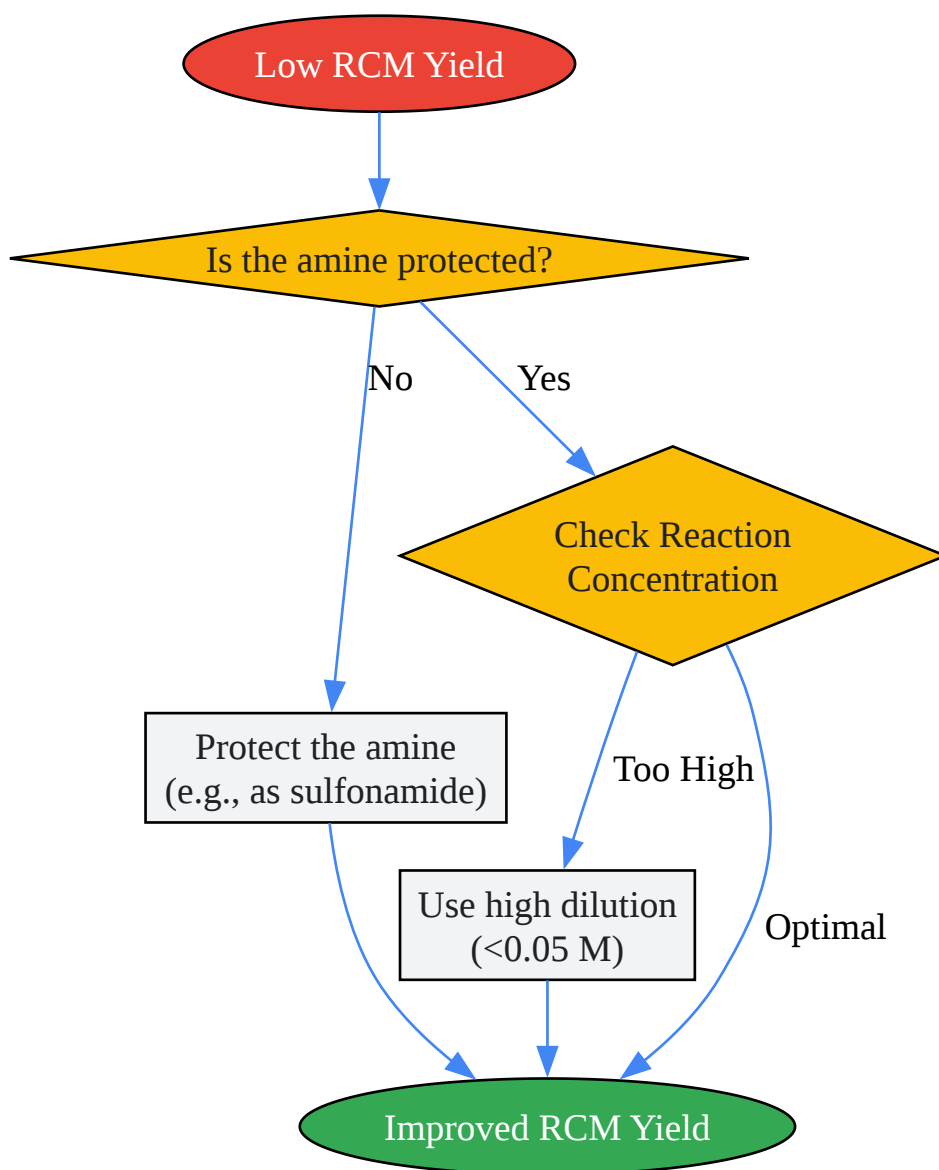 Low RCM Yield
Is the amine protected?
No
Yes
Check Reaction
Concentration
Protect the amine
(e.g., as sulfonamide)
Too High
Use high dilution
(<0.05 M)
Optimal
Improved RCM Yield